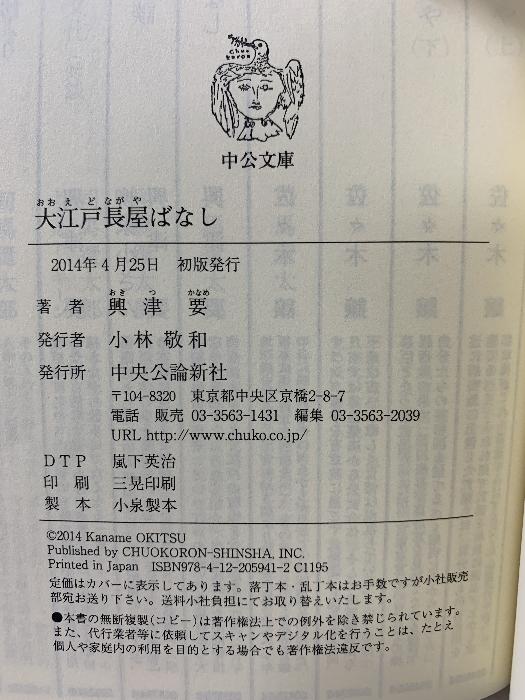 Chuo
koron
中公文庫
おおえどながや
大江戸長屋ばなし
2014年4月25日　初版発行
おき　つ　かなめ
著　者　興　津　要
発行者　小 林 敬 和
発行所　中央公論新社
〒104-8320　東京都中央区京橋2-8-7
電話　販売 03-3563-1431　編集 03-3563-2039
URL http://www.chuko.co.jp/
ＤＴＰ　嵐下英治
印　刷　三晃印刷
製　本　小泉製本
©2014 Kaname OKITSU
Published by CHUOKORON-SHINSHA, INC.
Printed in Japan　ISBN978-4-12-205941-2 C1195
定価はカバーに表示してあります。落丁本・乱丁本はお手数ですが小社販売
部宛お送り下さい。送料小社負担にてお取り替えいたします。
●本書の無断複製(コピー)は著作権法上での例外を除き禁じられています。
また、代行業者等に依頼してスキャンやデジタル化を行うことは、たとえ
個人や家庭内の利用を目的とする場合でも著作権法違反です。